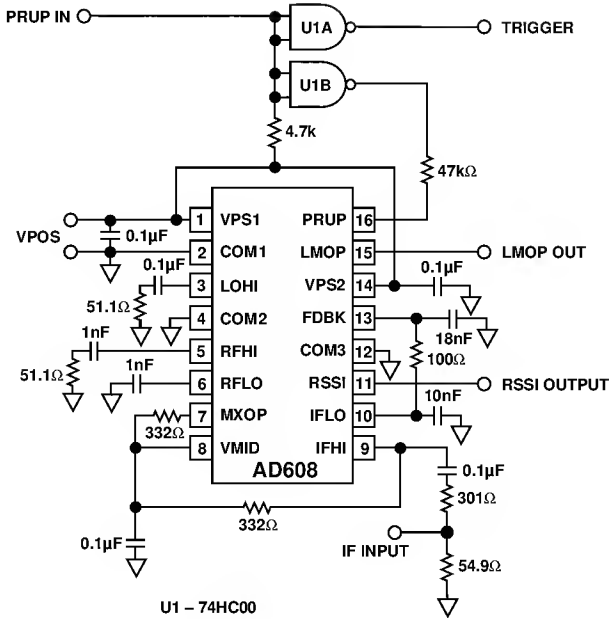 PRUP IN
U1A
TRIGGER
U1B
4.7k
47kΩ
VPOS
0.1µF
1 VPS1 PRUP 16
2 COM1 LMOP 15
LMOP OUT
0.1µF
3 LOHI VPS2 14
0.1µF
51.1Ω
4 COM2 FDBK 13
18nF
1nF
5 RFHI COM3 12
100Ω
51.1Ω
1nF
6 RFLO RSSI 11
RSSI OUTPUT
10nF
7 MXOP IFLO 10
332Ω
8 VMID IFHI 9
AD608
0.1µF
301Ω
332Ω
0.1µF
IF INPUT
54.9Ω
U1 – 74HC00